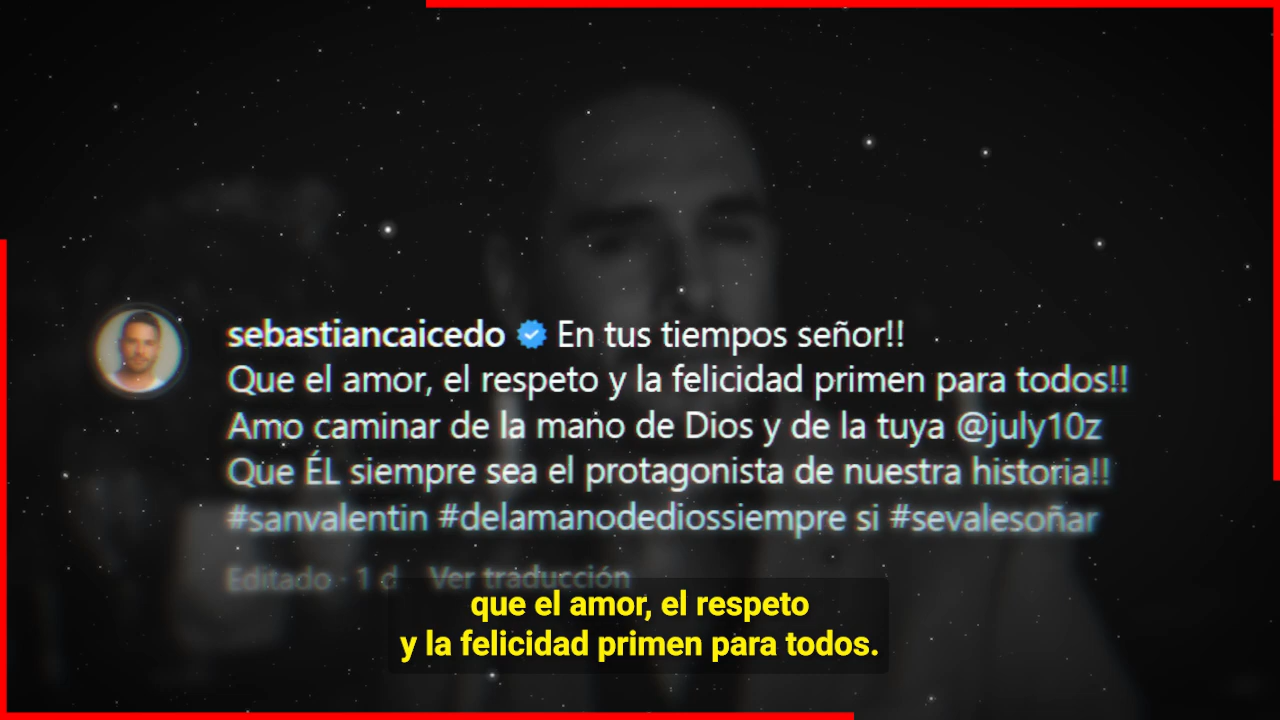 sebastiancaicedo En tus tiempos señor!!
Que el amor, el respeto y la felicidad primen para todos!!
Amo caminar de la mano de Dios y de la tuya @july10z
Que ÉL siempre sea el protagonista de nuestra historia!!
#sanvalentin #delamanodediossiempre si #sevalesoñar
Editado · 1 d Ver traducción
que el amor, el respeto
y la felicidad primen para todos.